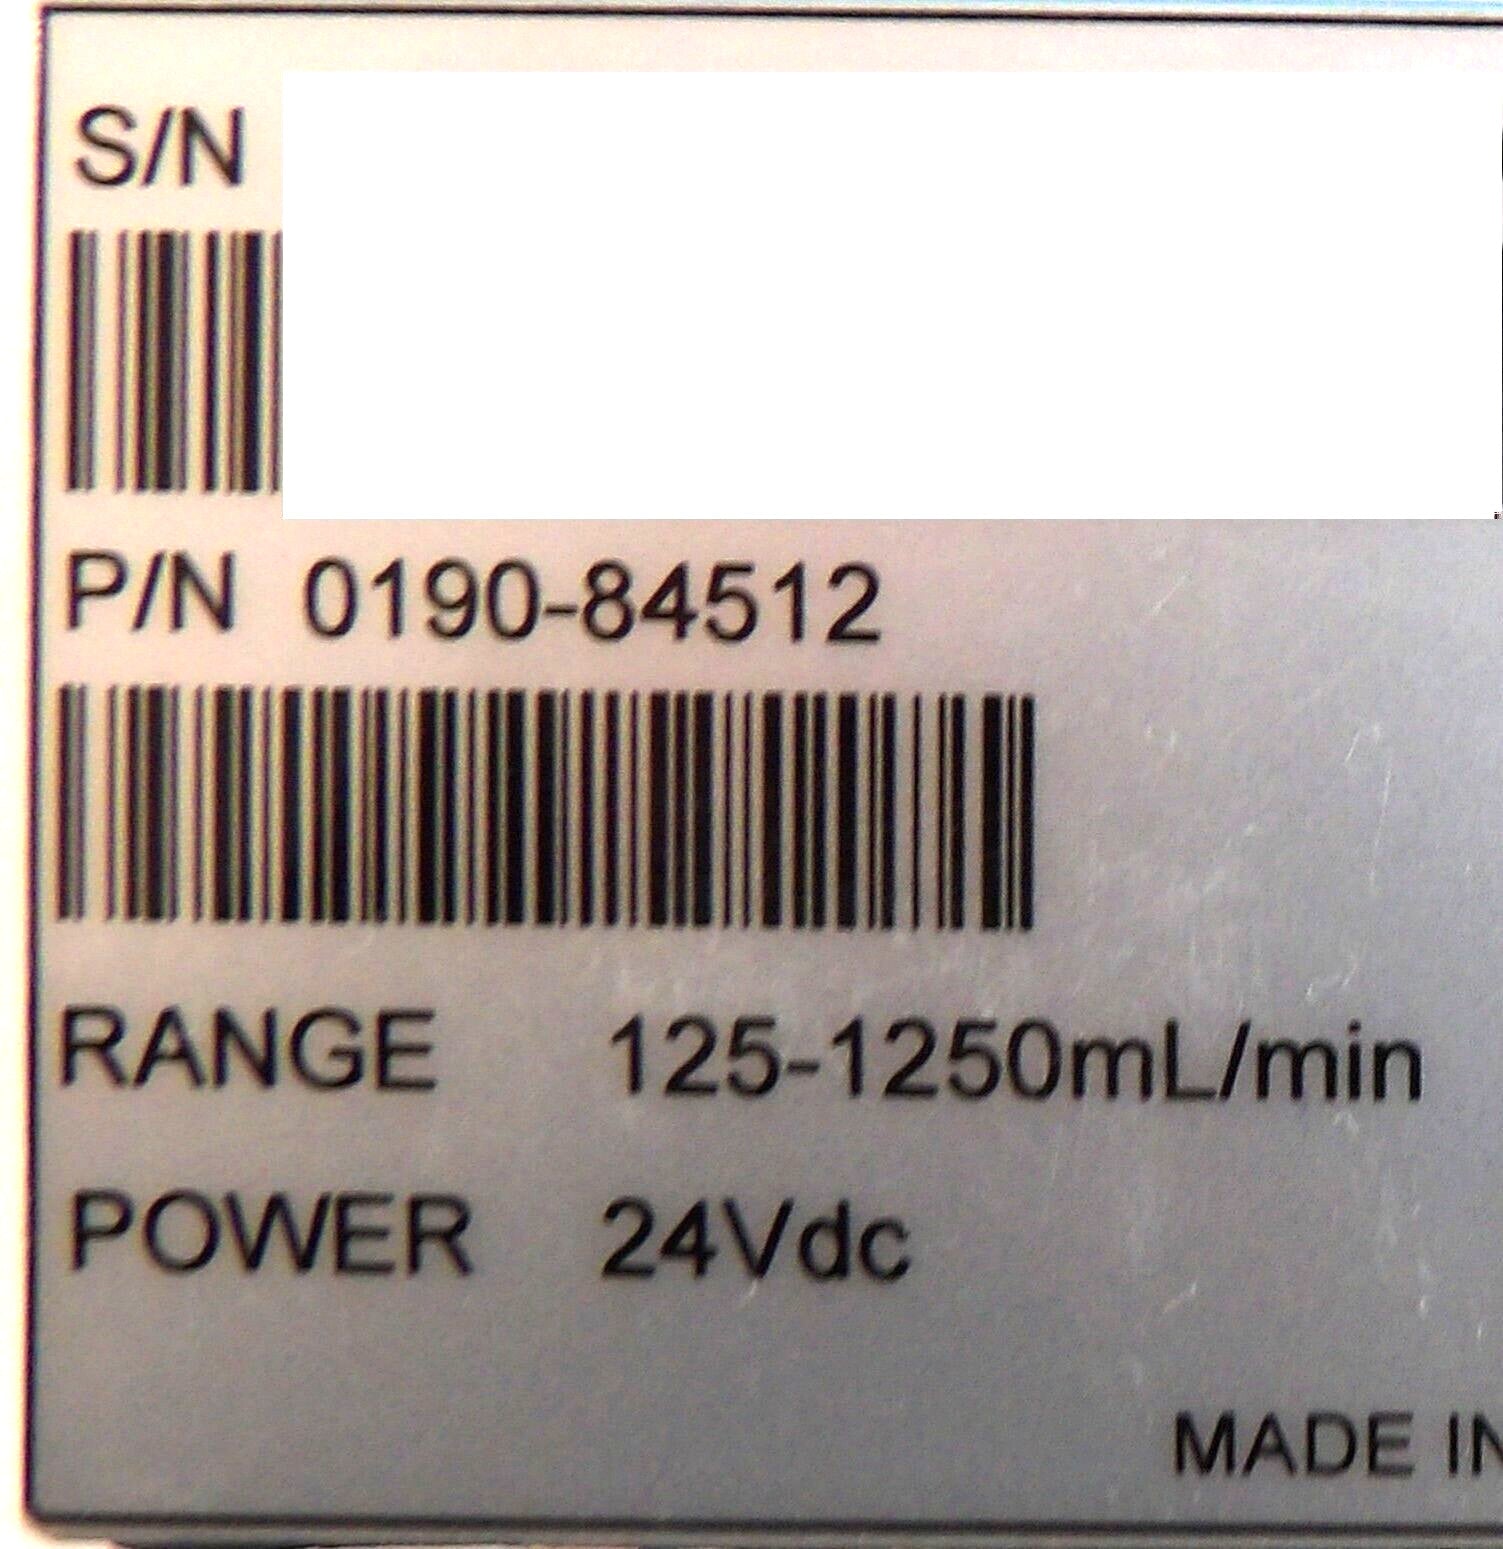 S/N
P/N 0190-84512
RANGE 125-1250mL/min
POWER 24Vdc
MADE IN